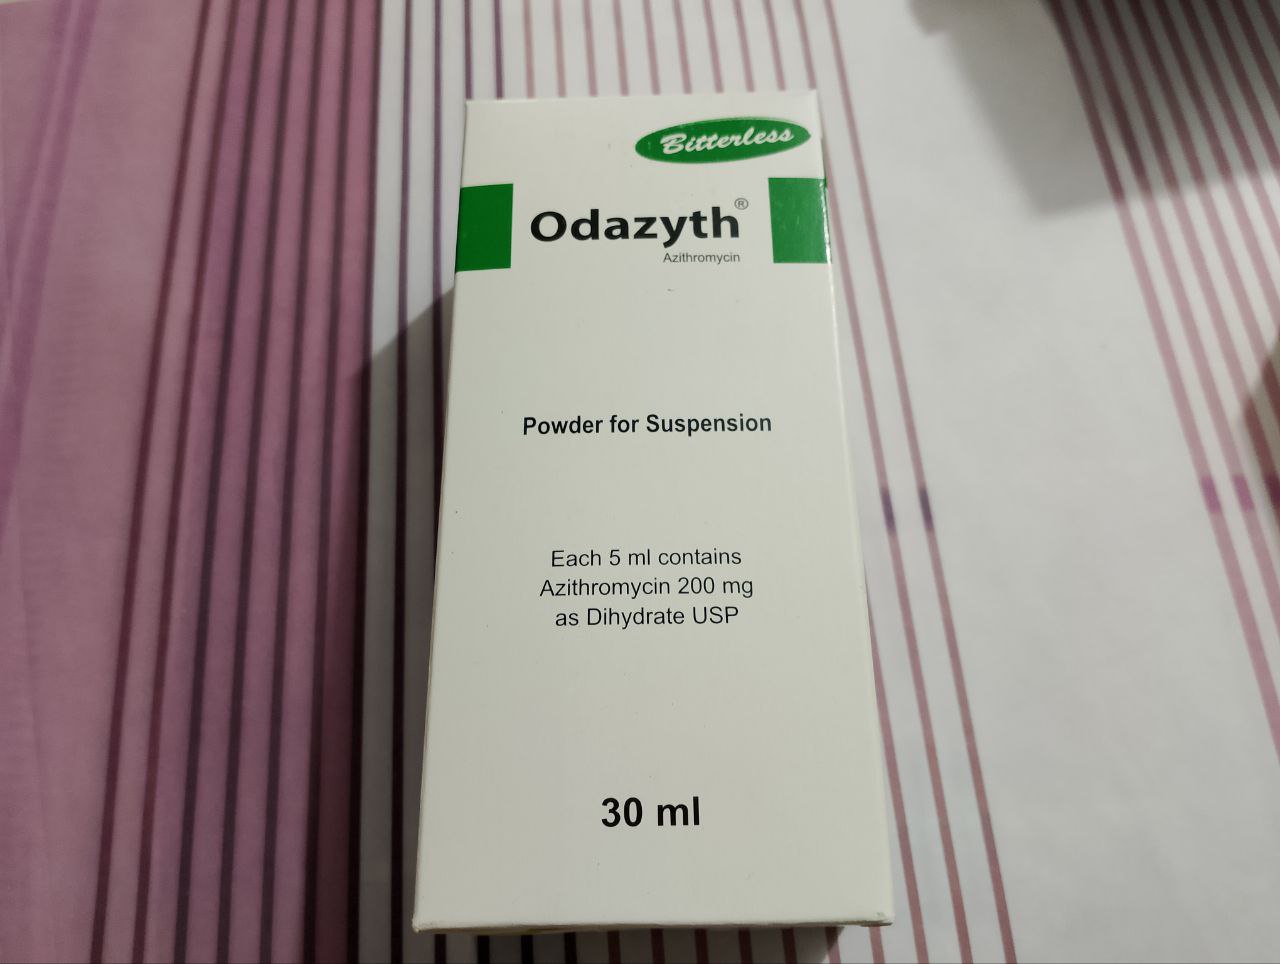 Bitterless
Odazyth®
Azithromycin
Powder for Suspension
Each 5 ml contains
Azithromycin 200 mg
as Dihydrate USP
30 ml